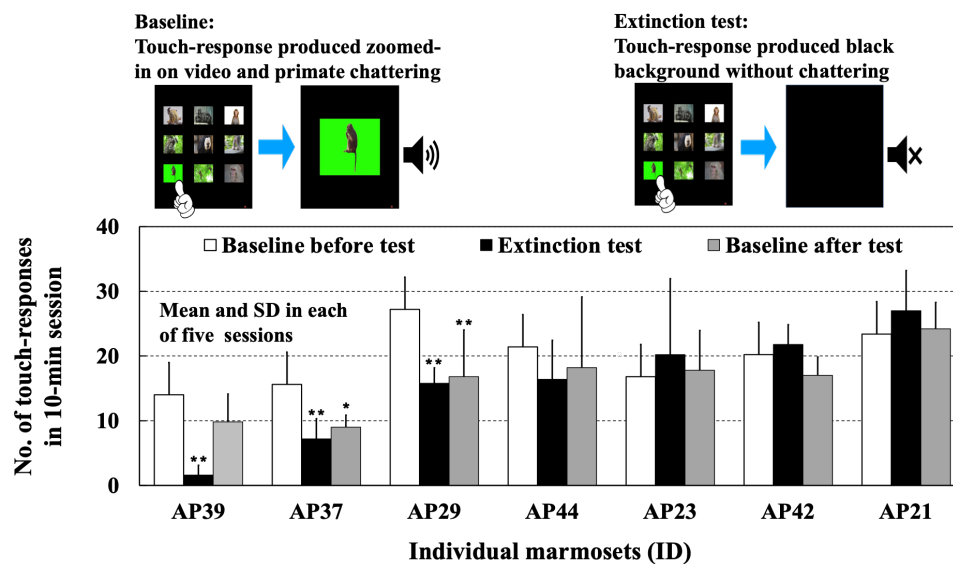 Baseline:
Touch-response produced zoomed-
in on video and primate chattering
Extinction test:
Touch-response produced black
background without chattering
No. of touch-responses
in 10-min session
40
30
20
10
0
Baseline before test
Extinction test
Baseline after test
Mean and SD in each
of five sessions
**
**
*
**
**
AP39
AP37
AP29
AP44
AP23
AP42
AP21
Individual marmosets (ID)